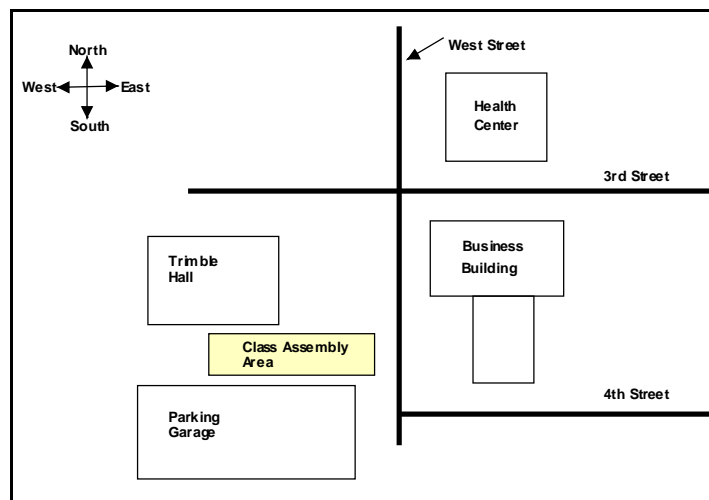 North
West East
South
West Street
Health
Center
3rd Street
Trimble
Hall
Business
Building
Class Assembly
Area
4th Street
Parking
Garage